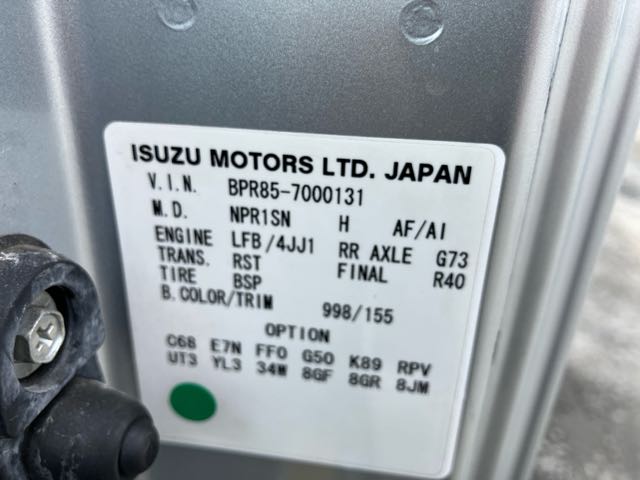 ISUZU MOTORS LTD. JAPAN
V.I.N. BPR85-7000131
M.D. NPR1SN H AF/AI
ENGINE LFB/4JJ1 RR AXLE G73
TRANS. RST FINAL R40
TIRE BSP
B.COLOR/TRIM 998/155
OPTION
C68 E7N FF0 G50 K89 RPV
UT3 YL3 34W 8GF 8GR 8JM